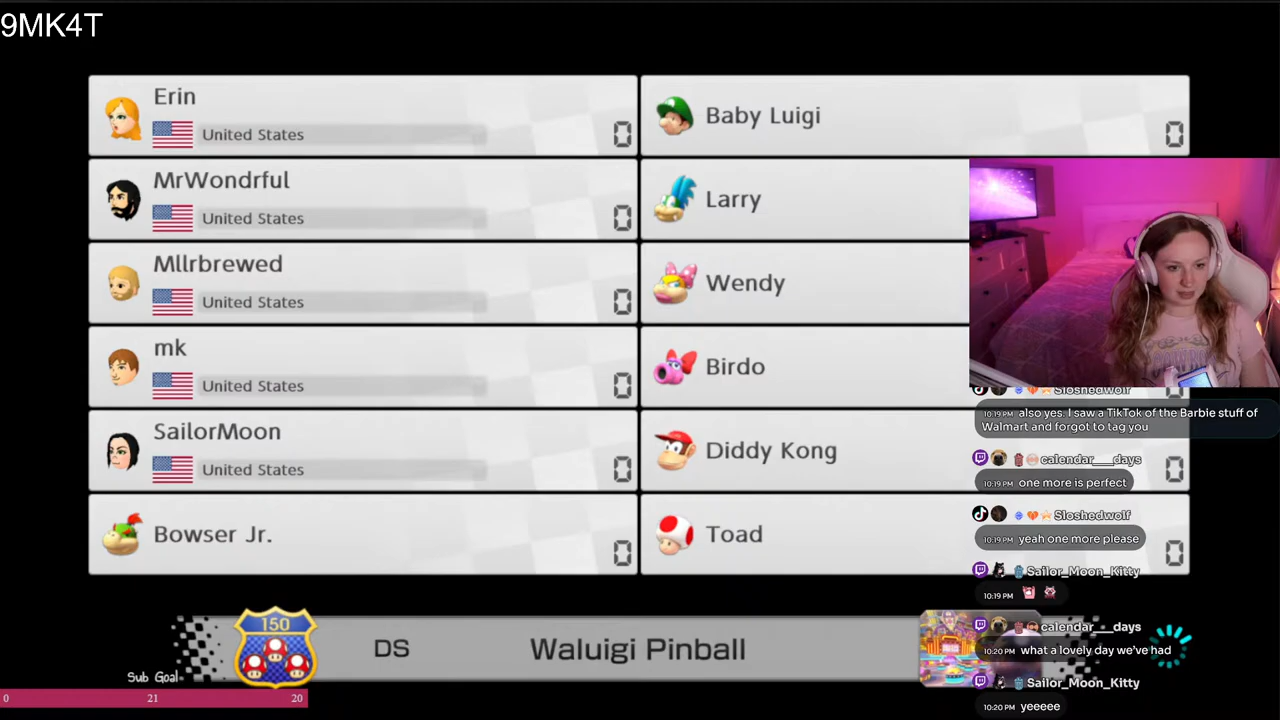 9MK4T
Erin
United States
0
MrWondrful
United States
0
Mllrbrewed
United States
0
mk
United States
0
SailorMoon
United States
0
Bowser Jr.
0
Baby Luigi
0
Larry
Wendy
Birdo
Diddy Kong
0
Toad
0
150
DS
Waluigi Pinball
Sub Goal
0
21
20
Sloshedwolf
10:19 PM also yes. I saw a TikTok of the Barbie stuff of
Walmart and forgot to tag you
calendar___days
10:19 PM one more is perfect
Sloshedwolf
10:19 PM yeah one more please
Sailor_Moon_Kitty
10:19 PM
calendar___days
10:20 PM what a lovely day we've had
Sailor_Moon_Kitty
10:20 PM yeeeee